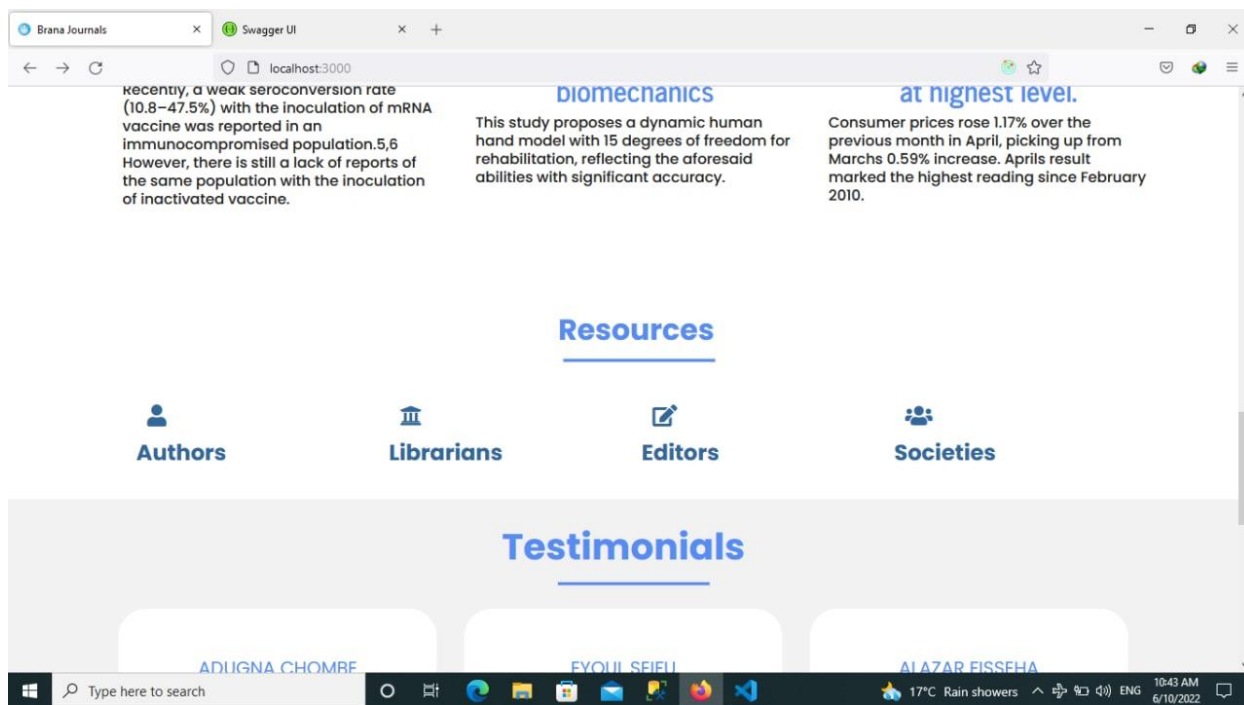 Brana Journals
Swagger UI
localhost:3000
Recently, a weak seroconversion rate
(10.8–47.5%) with the inoculation of mRNA
vaccine was reported in an
immunocompromised population.5,6
However, there is still a lack of reports of
the same population with the inoculation
of inactivated vaccine.
biomechanics
This study proposes a dynamic human
hand model with 15 degrees of freedom for
rehabilitation, reflecting the aforesaid
abilities with significant accuracy.
at highest level.
Consumer prices rose 1.17% over the
previous month in April, picking up from
Marchs 0.59% increase. Aprils result
marked the highest reading since February
2010.
Resources
Authors
Librarians
Editors
Societies
Testimonials
ADUGNA CHOMBE
EYOUL SEIFU
ALAZAR FISSEHA
Type here to search
17°C Rain showers
ENG
10:43 AM
6/10/2022